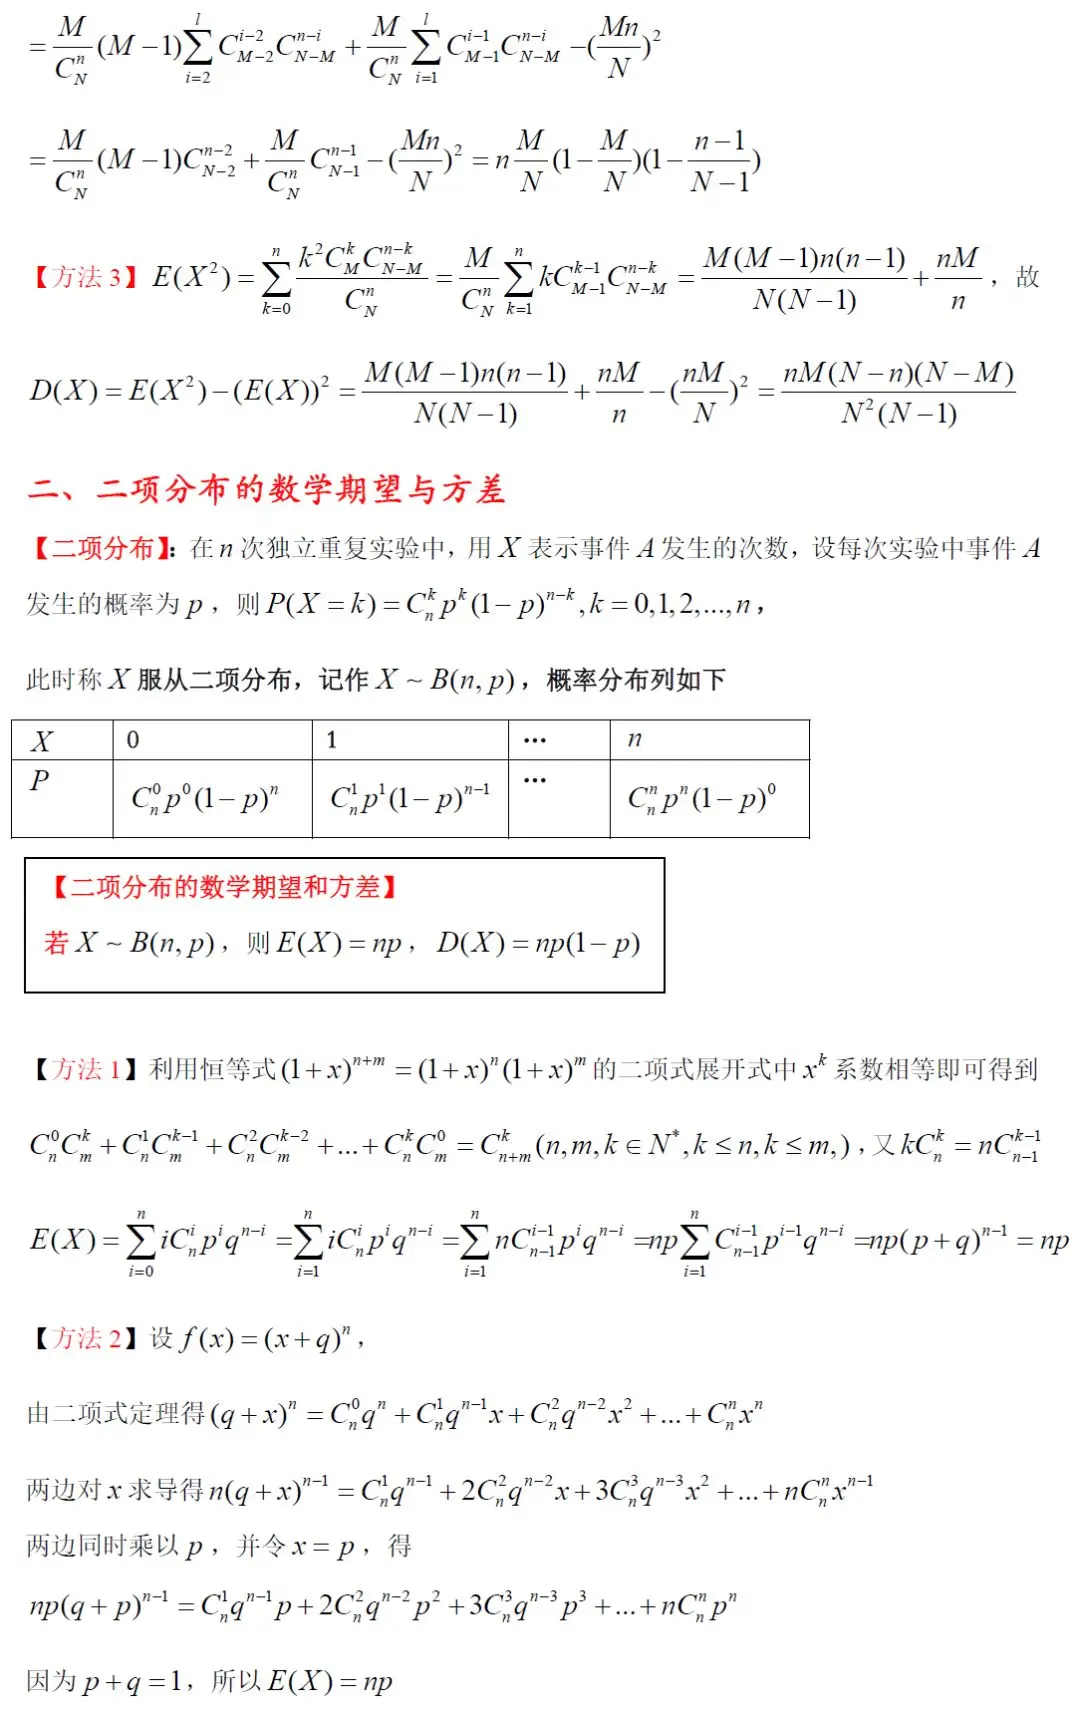 $=\frac{M}{C_N^n}(M-1)\sum_{i=2}^{l}C_{M-2}^{i-2}C_{N-M}^{n-i}+\frac{M}{C_N^n}\sum_{i=1}^{l}C_{M-1}^{i-1}C_{N-M}^{n-i}-(\frac{Mn}{N})^2$
$=\frac{M}{C_N^n}(M-1)C_{N-2}^{n-2}+\frac{M}{C_N^n}C_{N-1}^{n-1}-(\frac{Mn}{N})^2=n\frac{M}{N}(1-\frac{M}{N})(1-\frac{n-1}{N-1})$
【方法 3】$E(X^2)=\sum_{k=0}^{n}\frac{k^2C_M^kC_{N-M}^{n-k}}{C_N^n}=\frac{M}{C_N^n}\sum_{k=1}^{n}kC_{M-1}^{k-1}C_{N-M}^{n-k}=\frac{M(M-1)n(n-1)}{N(N-1)}+\frac{nM}{n}$，故
$D(X)=E(X^2)-(E(X))^2=\frac{M(M-1)n(n-1)}{N(N-1)}+\frac{nM}{n}-(\frac{nM}{N})^2=\frac{nM(N-n)(N-M)}{N^2(N-1)}$
二、二项分布的数学期望与方差
【二项分布】：在 $n$ 次独立重复实验中，用 $X$ 表示事件 $A$ 发生的次数，设每次实验中事件 $A$
发生的概率为 $p$，则 $P(X=k)=C_n^kp^k(1-p)^{n-k},k=0,1,2,...,n$，
此时称 $X$ 服从二项分布，记作 $X\sim B(n,p)$，概率分布列如下
$X$ 0 1 … $n$
$P$ $C_n^0p^0(1-p)^n$ $C_n^1p^1(1-p)^{n-1}$ … $C_n^np^n(1-p)^0$
【二项分布的数学期望和方差】
若 $X\sim B(n,p)$，则 $E(X)=np$，$D(X)=np(1-p)$
【方法 1】利用恒等式 $(1+x)^{n+m}=(1+x)^n(1+x)^m$ 的二项式展开式中 $x^k$ 系数相等即可得到
$C_n^0C_m^k+C_n^1C_m^{k-1}+C_n^2C_m^{k-2}+...+C_n^kC_m^0=C_{n+m}^k(n,m,k\in N^*,k\le n,k\le m,)$,又 $kC_n^k=nC_{n-1}^{k-1}$
$E(X)=\sum_{i=0}^{n}iC_n^ip^iq^{n-i}=\sum_{i=1}^{n}iC_n^ip^iq^{n-i}=\sum_{i=1}^{n}nC_{n-1}^{i-1}p^iq^{n-i}=np\sum_{i=1}^{n}C_{n-1}^{i-1}p^{i-1}q^{n-i}=np(p+q)^{n-1}=np$
【方法 2】设 $f(x)=(x+q)^n$，
由二项式定理得 $(q+x)^n=C_n^0q^n+C_n^1q^{n-1}x+C_n^2q^{n-2}x^2+...+C_n^nx^n$
两边对 $x$ 求导得 $n(q+x)^{n-1}=C_n^1q^{n-1}+2C_n^2q^{n-2}x+3C_n^3q^{n-3}x^2+...+nC_n^nx^{n-1}$
两边同时乘以 $p$，并令 $x=p$，得
$np(q+p)^{n-1}=C_n^1q^{n-1}p+2C_n^2q^{n-2}p^2+3C_n^3q^{n-3}p^3+...+nC_n^np^n$
因为 $p+q=1$，所以 $E(X)=np$